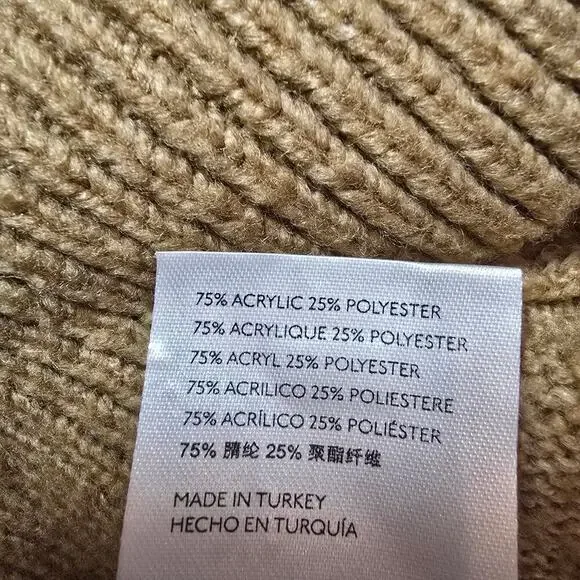 75% ACRYLIC 25% POLYESTER
75% ACRYLIQUE 25% POLYESTER
75% ACRYL 25% POLYESTER
75% ACRILICO 25% POLIESTERE
75% ACRÍLICO 25% POLIÉSTER
75% 腈纶 25% 聚酯纤维
MADE IN TURKEY
HECHO EN TURQUÍA